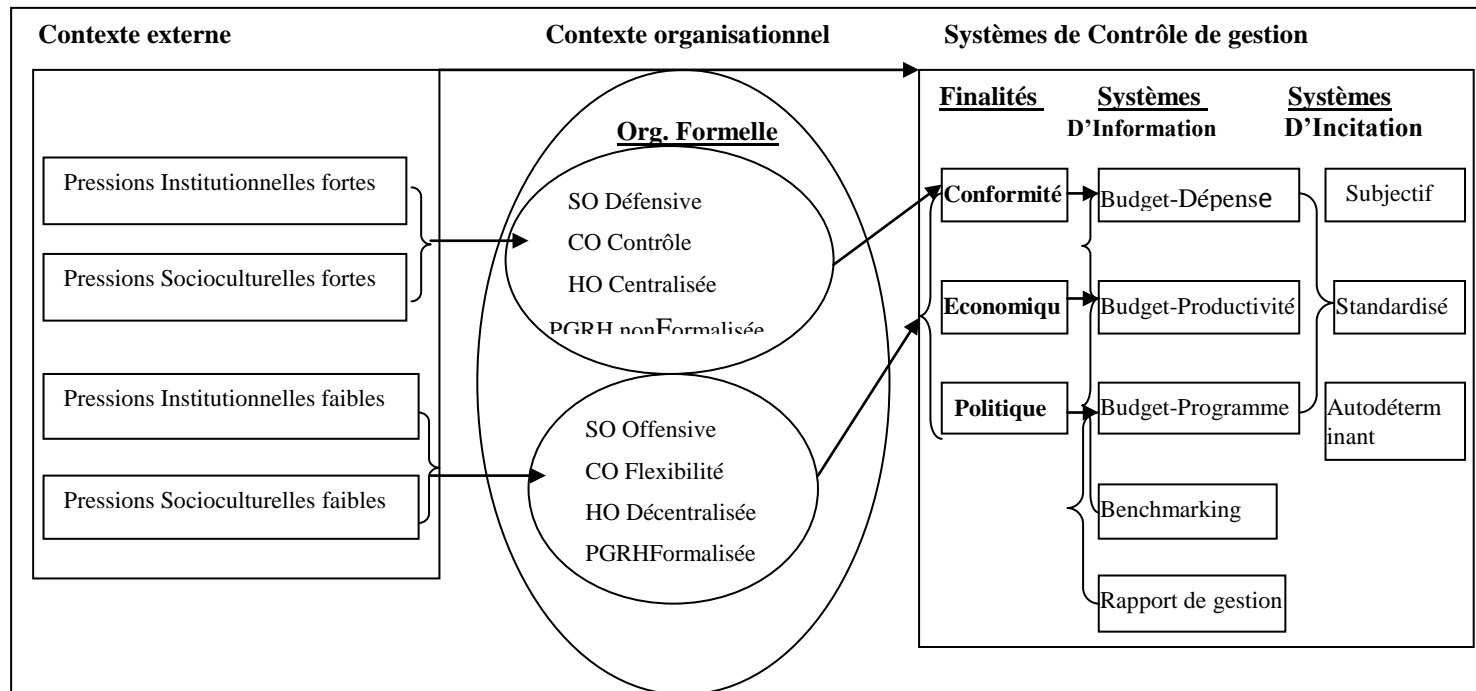 Contexte externe
Contexte organisationnel
Systèmes de Contrôle de gestion
Pressions Institutionnelles fortes
Pressions Socioculturelles fortes
Pressions Institutionnelles faibles
Pressions Socioculturelles faibles
Org. Formelle
SO Défensive
CO Contrôle
HO Centralisée
PGRH nonFormalisée
SO Offensive
CO Flexibilité
HO Décentralisée
PGRHFormalisée
Finalités
Conformité
Economiqu
Politique
Systèmes
D’Information
Budget-Dépense
Budget-Productivité
Budget-Programme
Benchmarking
Rapport de gestion
Systèmes
D’Incitation
Subjectif
Standardisé
Autodéterm
inant